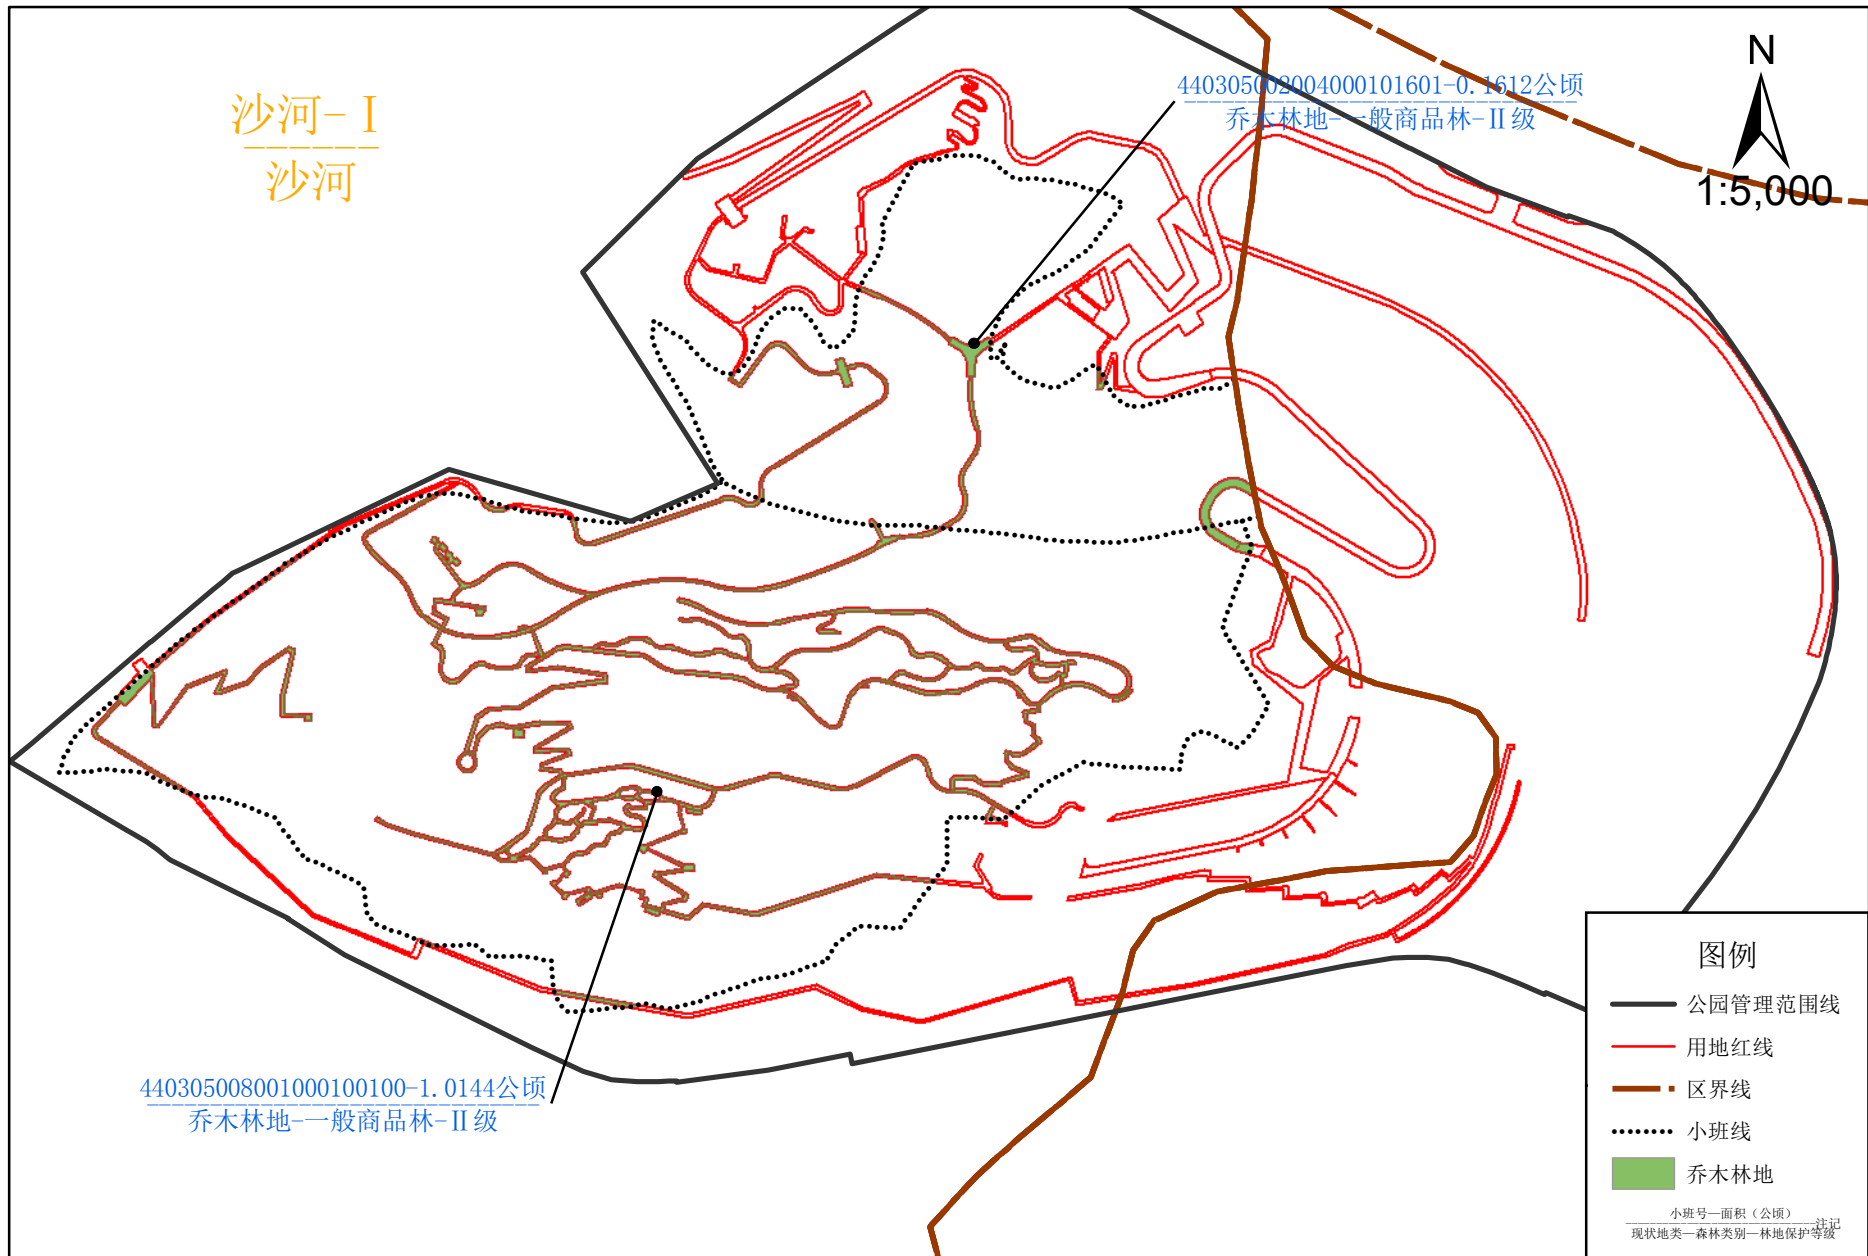 沙河-Ⅰ
沙河
440305002004000101601-0.1612公顷
乔木林地-一般商品林-Ⅱ级
N
1:5,000
440305008001000100100-1.0144公顷
乔木林地-一般商品林-Ⅱ级
图例
公园管理范围线
用地红线
区界线
小班线
乔木林地
小班号—面积（公顷）
现状地类—森林类别—林地保护等级
注记